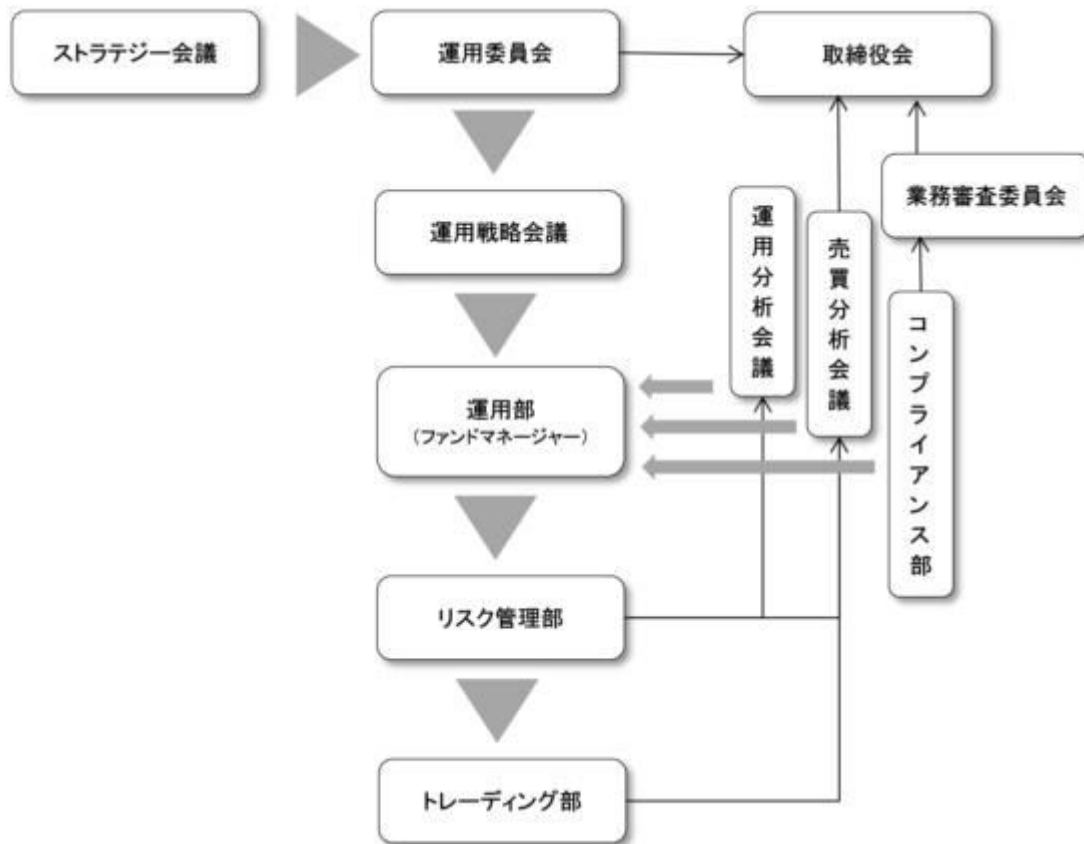 ストラテジー会議
運用委員会
取締役会
業務審査委員会
運用戦略会議
運用分析会議
売買分析会議
コンプライアンス部
運用部
（ファンドマネージャー）
リスク管理部
トレーディング部